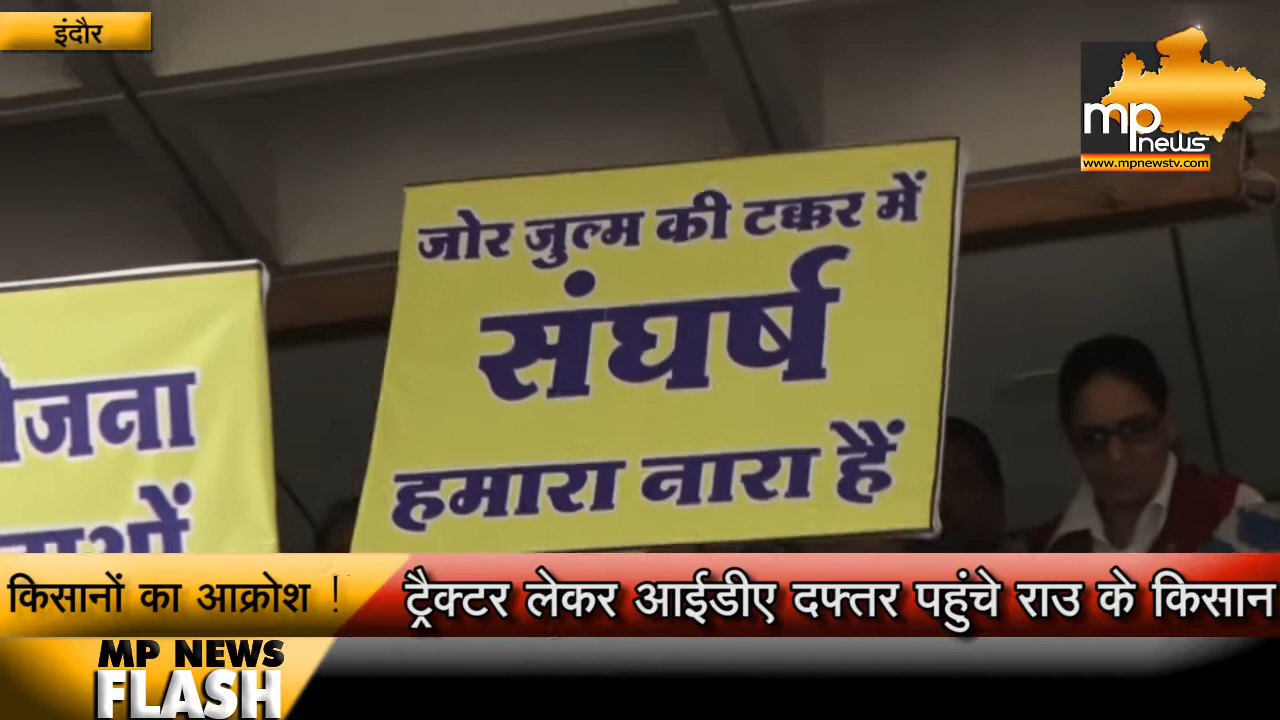 इंदौर
mp
news
www.mpnewstv.com
जोर जुल्म की टक्कर में
संघर्ष
हमारा नारा हैं
किसानों का आक्रोश !
ट्रैक्टर लेकर आईडीए दफ्तर पहुंचे राउ के किसान
MP NEWS
FLASH